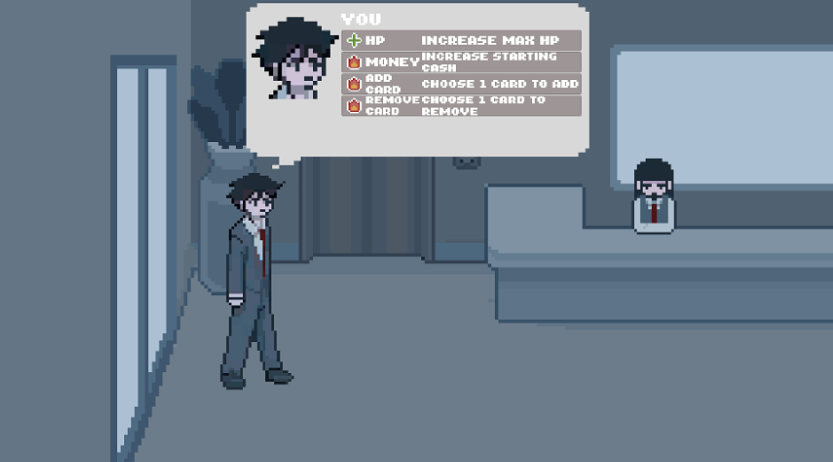 YOU
HP INCREASE MAX HP
MONEY INCREASE STARTING
CASH
ADD
CARD CHOOSE 1 CARD TO ADD
REMOVE CHOOSE 1 CARD TO
CARD REMOVE